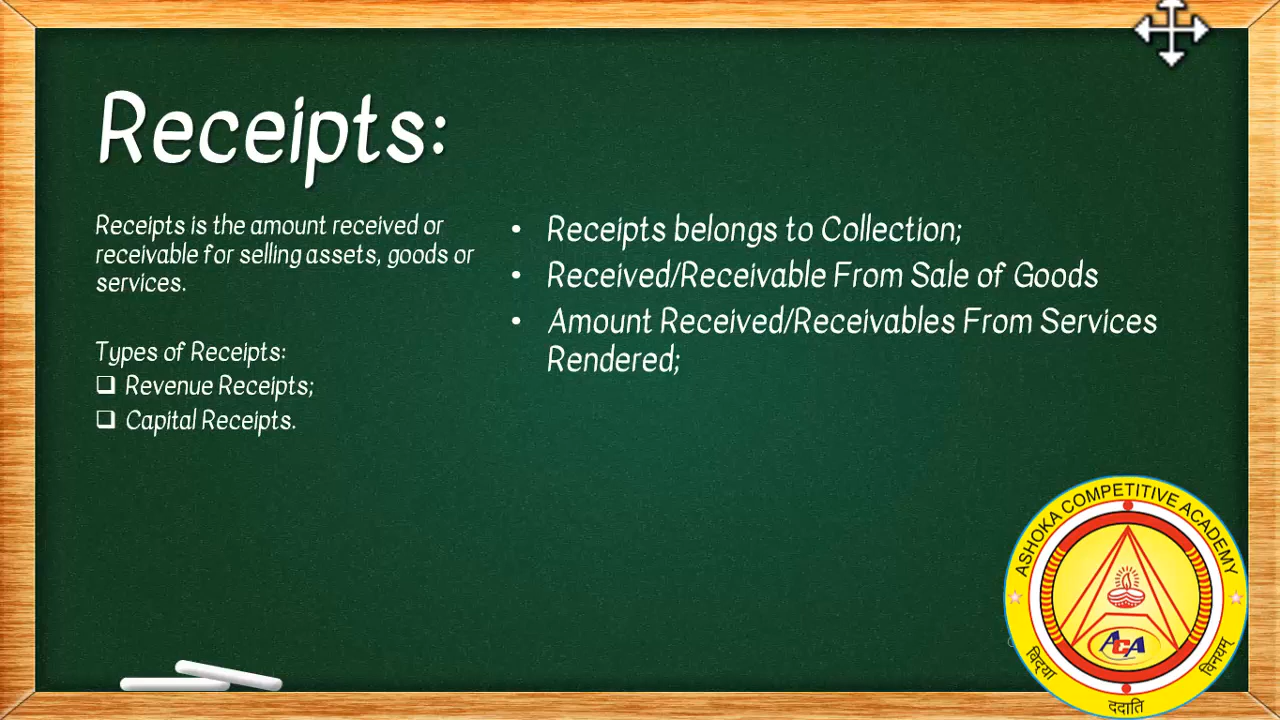 Receipts:
Receipts is the amount received or
receivable for selling assets, goods or
services.
Types of Receipts:
❑ Revenue Receipts;
❑ Capital Receipts.
• Receipts belongs to Collection;
• Received/Receivable From Sale of Goods
• Amount Received/Receivables From Services
Rendered;
ASHOKA COMPETITIVE ACADEMY
ACA
विद्या
ददाति
विनयम्